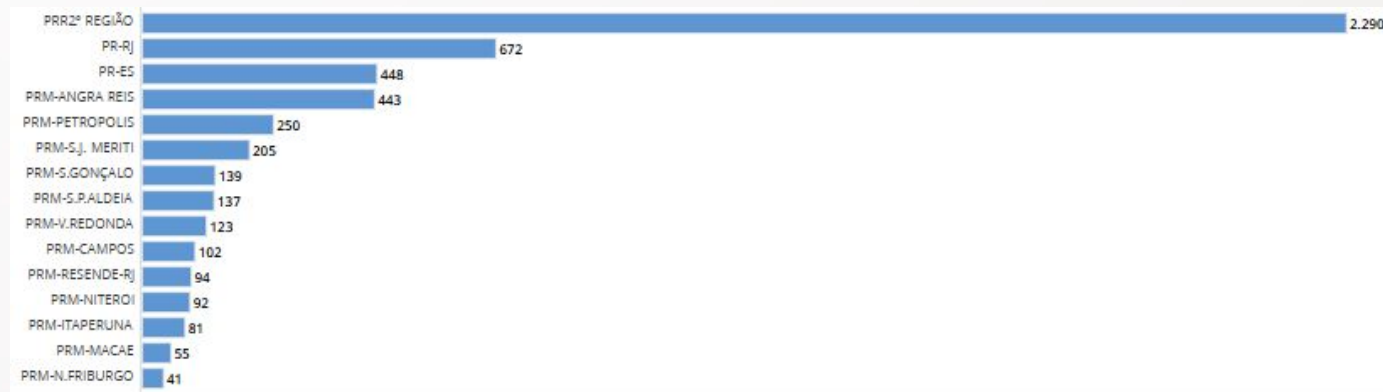 PRR2ª REGIÃO 2.290
PR-RJ 672
PR-ES 448
PRM-ANGRA REIS 443
PRM-PETROPOLIS 250
PRM-S.J. MERITI 205
PRM-S.GONÇALO 139
PRM-S.P.ALDEIA 137
PRM-V.REDONDA 123
PRM-CAMPOS 102
PRM-RESENDE-RJ 94
PRM-NITEROI 92
PRM-ITAPERUNA 81
PRM-MACAE 55
PRM-N.FRIBURGO 41